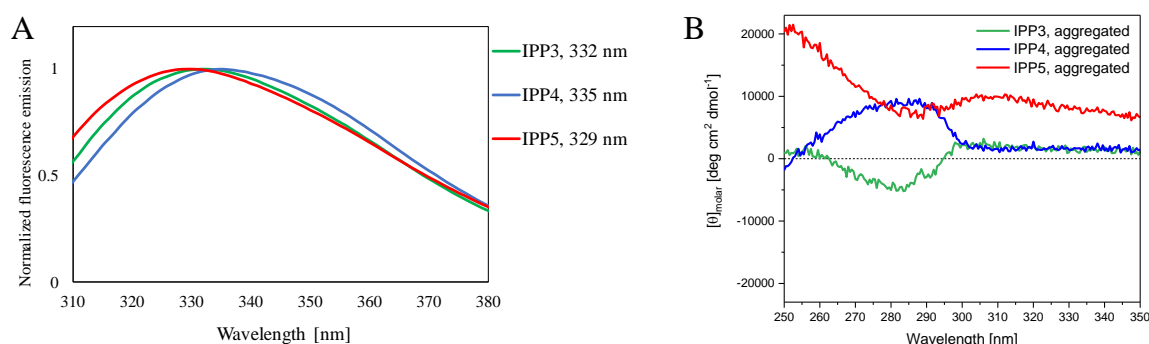 A
IPP3, 332 nm
IPP4, 335 nm
IPP5, 329 nm
Normalized fluorescence emission
1
0.5
0
310 320 330 340 350 360 370 380
Wavelength [nm]
B
IPP3, aggregated
IPP4, aggregated
IPP5, aggregated
[θ]molar [deg cm² dmol⁻¹]
20000
10000
0
-10000
-20000
250 260 270 280 290 300 310 320 330 340 350
Wavelength [nm]